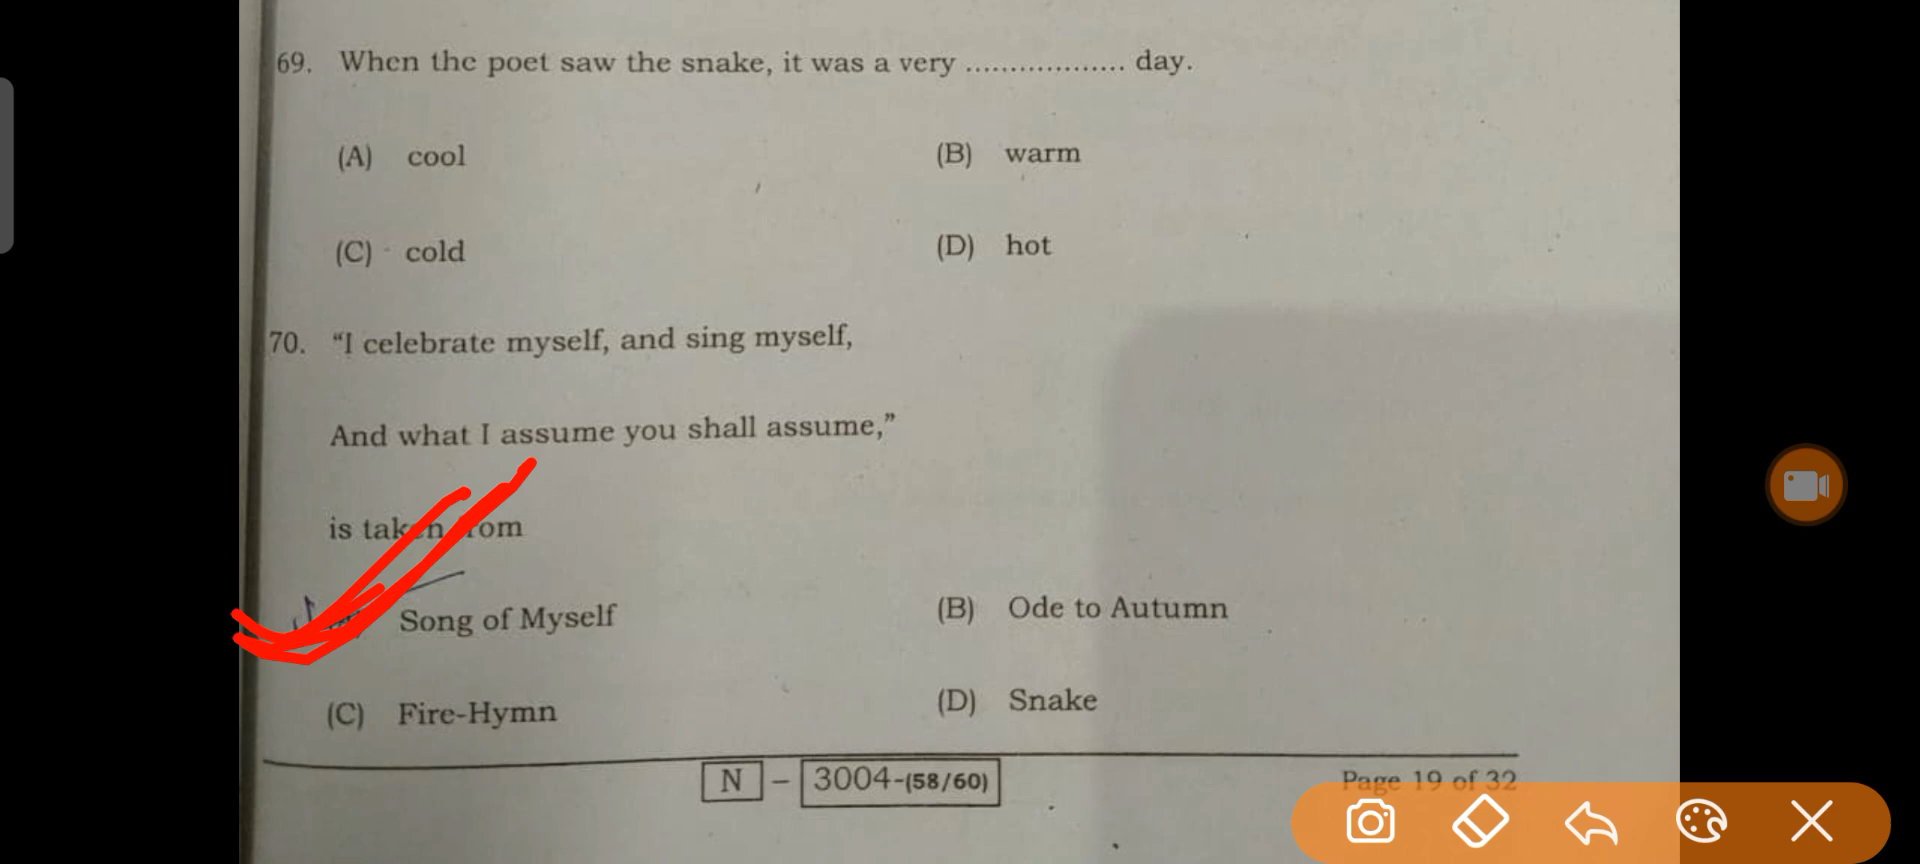 69. When the poet saw the snake, it was a very .................. day.
(A) cool (B) warm
(C) cold (D) hot
70. “I celebrate myself, and sing myself,
And what I assume you shall assume,”
is taken from
Song of Myself (B) Ode to Autumn
(C) Fire-Hymn (D) Snake
N – 3004-(58/60) Page 19 of 32